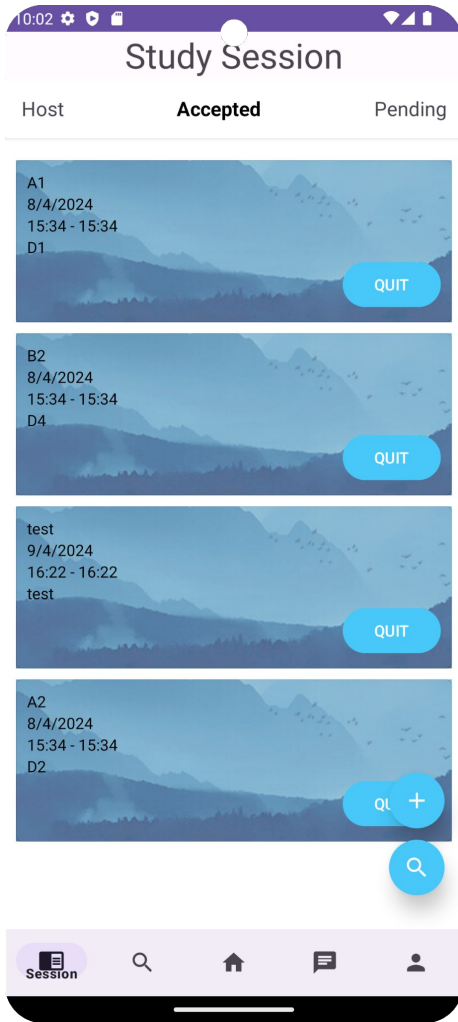 10:02
Study Session
Host Accepted Pending
A1
8/4/2024
15:34 - 15:34
D1
QUIT
B2
8/4/2024
15:34 - 15:34
D4
QUIT
test
9/4/2024
16:22 - 16:22
test
QUIT
A2
8/4/2024
15:34 - 15:34
D2
Session